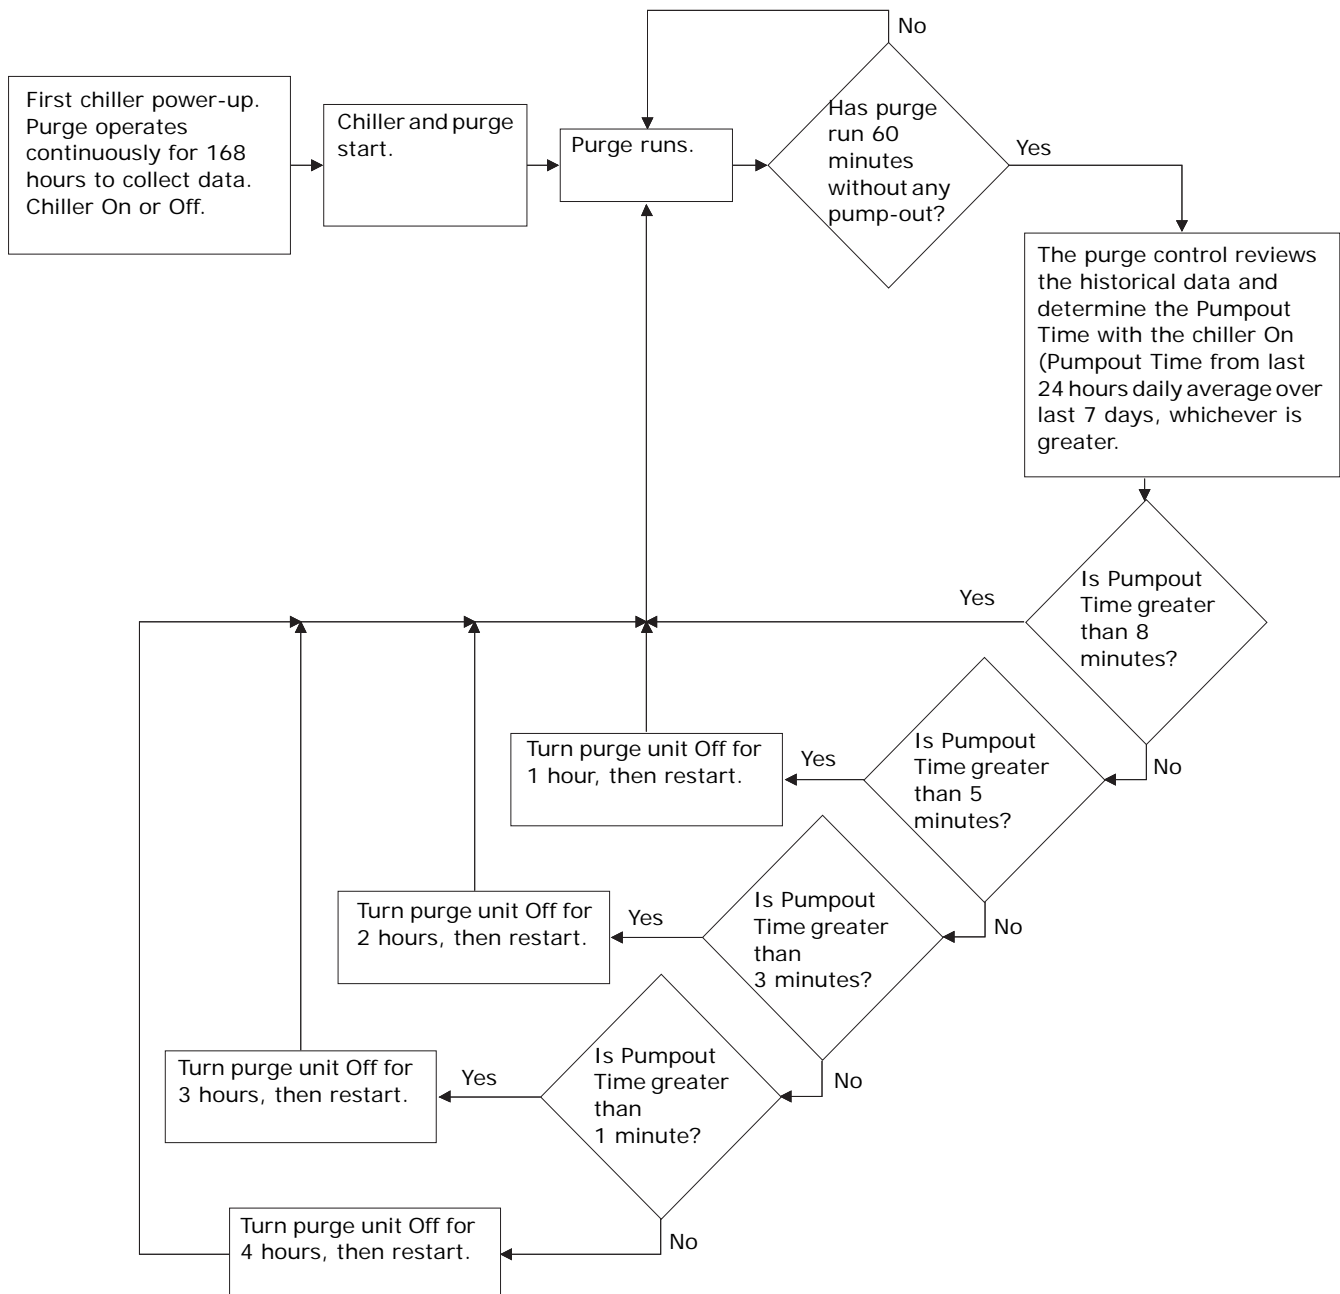 No
First chiller power-up.
Purge operates
continuously for 168
hours to collect data.
Chiller On or Off.
Chiller and purge
start.
Purge runs.
Has purge
run 60
minutes
without any
pump-out?
Yes
The purge control reviews
the historical data and
determine the Pumpout
Time with the chiller On
(Pumpout Time from last
24 hours daily average over
last 7 days, whichever is
greater.
Is Pumpout
Time greater
than 8
minutes?
Yes
No
Is Pumpout
Time greater
than 5
minutes?
Yes
Turn purge unit Off for
1 hour, then restart.
No
Is Pumpout
Time greater
than
3 minutes?
Yes
Turn purge unit Off for
2 hours, then restart.
No
Is Pumpout
Time greater
than
1 minute?
Yes
Turn purge unit Off for
3 hours, then restart.
No
Turn purge unit Off for
4 hours, then restart.